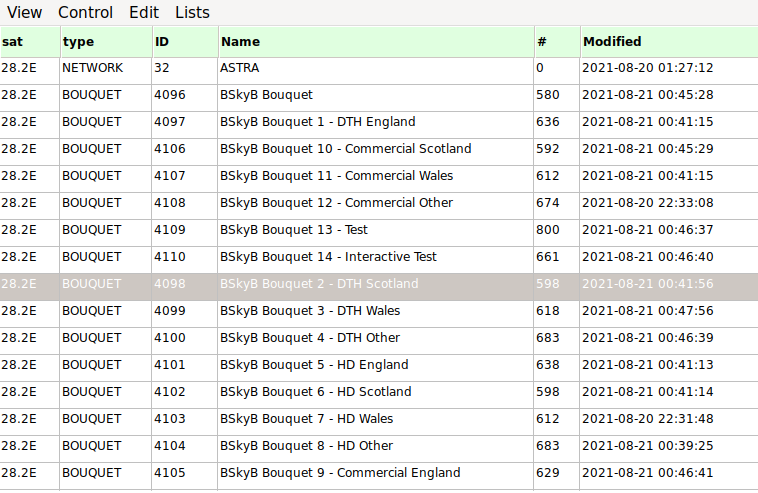 View Control Edit Lists
sat type ID Name # Modified
28.2E NETWORK 32 ASTRA 0 2021-08-20 01:27:12
28.2E BOUQUET 4096 BSkyB Bouquet 580 2021-08-21 00:45:28
28.2E BOUQUET 4097 BSkyB Bouquet 1 - DTH England 636 2021-08-21 00:41:15
28.2E BOUQUET 4106 BSkyB Bouquet 10 - Commercial Scotland 592 2021-08-21 00:45:29
28.2E BOUQUET 4107 BSkyB Bouquet 11 - Commercial Wales 612 2021-08-21 00:41:15
28.2E BOUQUET 4108 BSkyB Bouquet 12 - Commercial Other 674 2021-08-20 22:33:08
28.2E BOUQUET 4109 BSkyB Bouquet 13 - Test 800 2021-08-21 00:46:37
28.2E BOUQUET 4110 BSkyB Bouquet 14 - Interactive Test 661 2021-08-21 00:46:40
28.2E BOUQUET 4098 BSkyB Bouquet 2 - DTH Scotland 598 2021-08-21 00:41:56
28.2E BOUQUET 4099 BSkyB Bouquet 3 - DTH Wales 618 2021-08-21 00:47:56
28.2E BOUQUET 4100 BSkyB Bouquet 4 - DTH Other 683 2021-08-21 00:46:39
28.2E BOUQUET 4101 BSkyB Bouquet 5 - HD England 638 2021-08-21 00:41:13
28.2E BOUQUET 4102 BSkyB Bouquet 6 - HD Scotland 598 2021-08-21 00:41:14
28.2E BOUQUET 4103 BSkyB Bouquet 7 - HD Wales 612 2021-08-20 22:31:48
28.2E BOUQUET 4104 BSkyB Bouquet 8 - HD Other 683 2021-08-21 00:39:25
28.2E BOUQUET 4105 BSkyB Bouquet 9 - Commercial England 629 2021-08-21 00:46:41